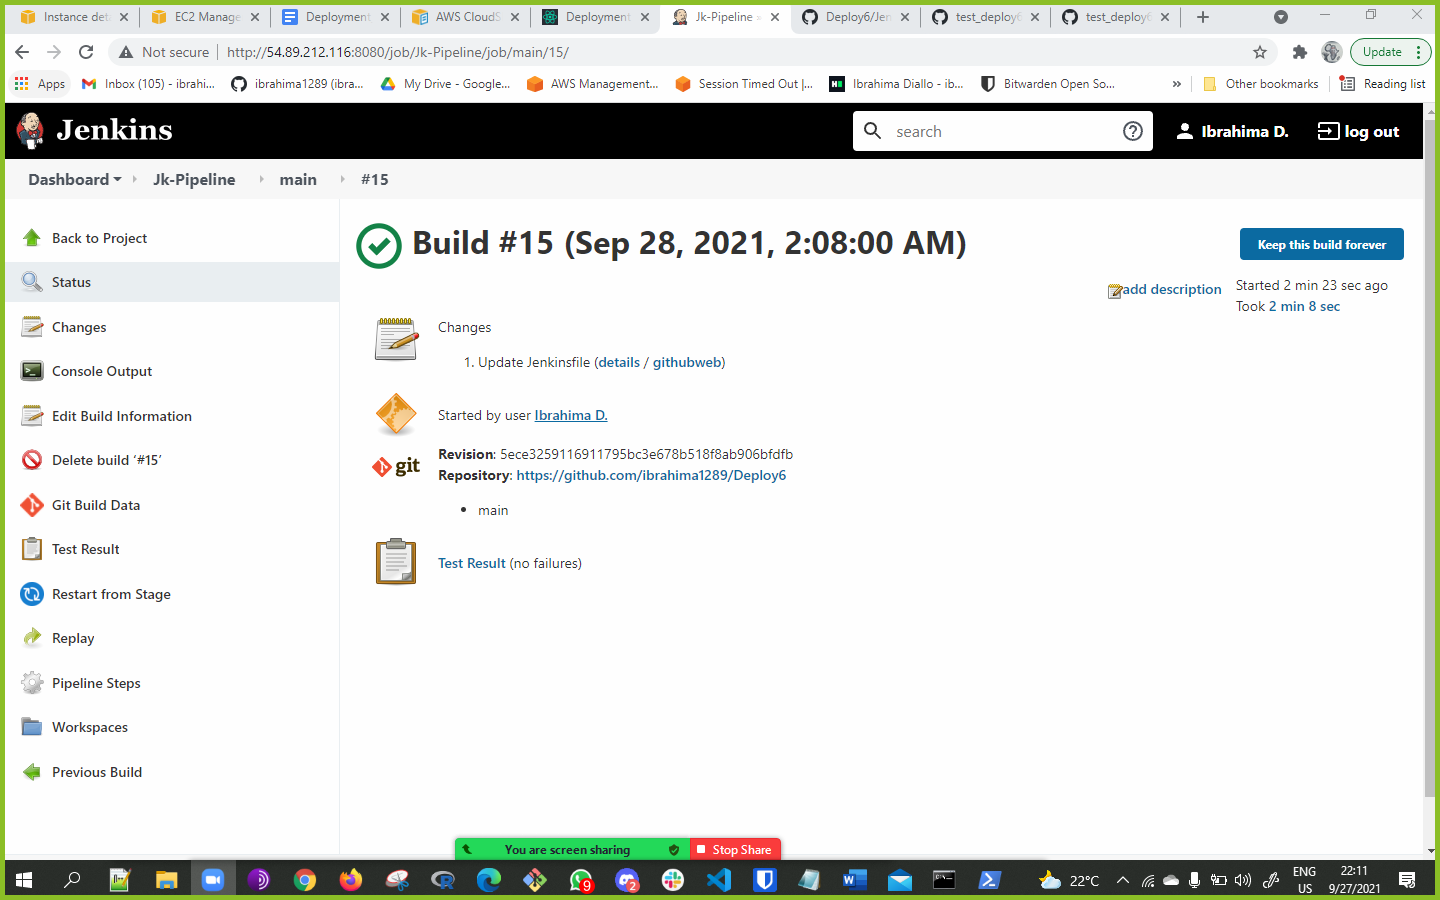 Instance det
EC2 Manage
Deployment
AWS CloudS
Deployment
Jk-Pipeline
Deploy6/Jen
test_deploy6
test_deploy6
Not secure
http://54.89.212.116:8080/job/Jk-Pipeline/job/main/15/
Update
Apps
Inbox (105) - ibrahi...
ibrahima1289 (ibra...
My Drive - Google...
AWS Management...
Session Timed Out |...
Ibrahima Diallo - ib...
Bitwarden Open So...
»
Other bookmarks
Reading list
Jenkins
search
Ibrahima D.
log out
Dashboard
Jk-Pipeline
main
#15
Back to Project
Status
Changes
Console Output
Edit Build Information
Delete build ‘#15’
Git Build Data
Test Result
Restart from Stage
Replay
Pipeline Steps
Workspaces
Previous Build
Build #15 (Sep 28, 2021, 2:08:00 AM)
Keep this build forever
add description
Started 2 min 23 sec ago
Took 2 min 8 sec
Changes
1. Update Jenkinsfile (details / githubweb)
Started by user Ibrahima D.
git
Revision: 5ece3259116911795bc3e678b518f8ab906bfdfb
Repository: https://github.com/ibrahima1289/Deploy6
• main
Test Result (no failures)
You are screen sharing
Stop Share
9
2
22°C
ENG
US
22:11
9/27/2021